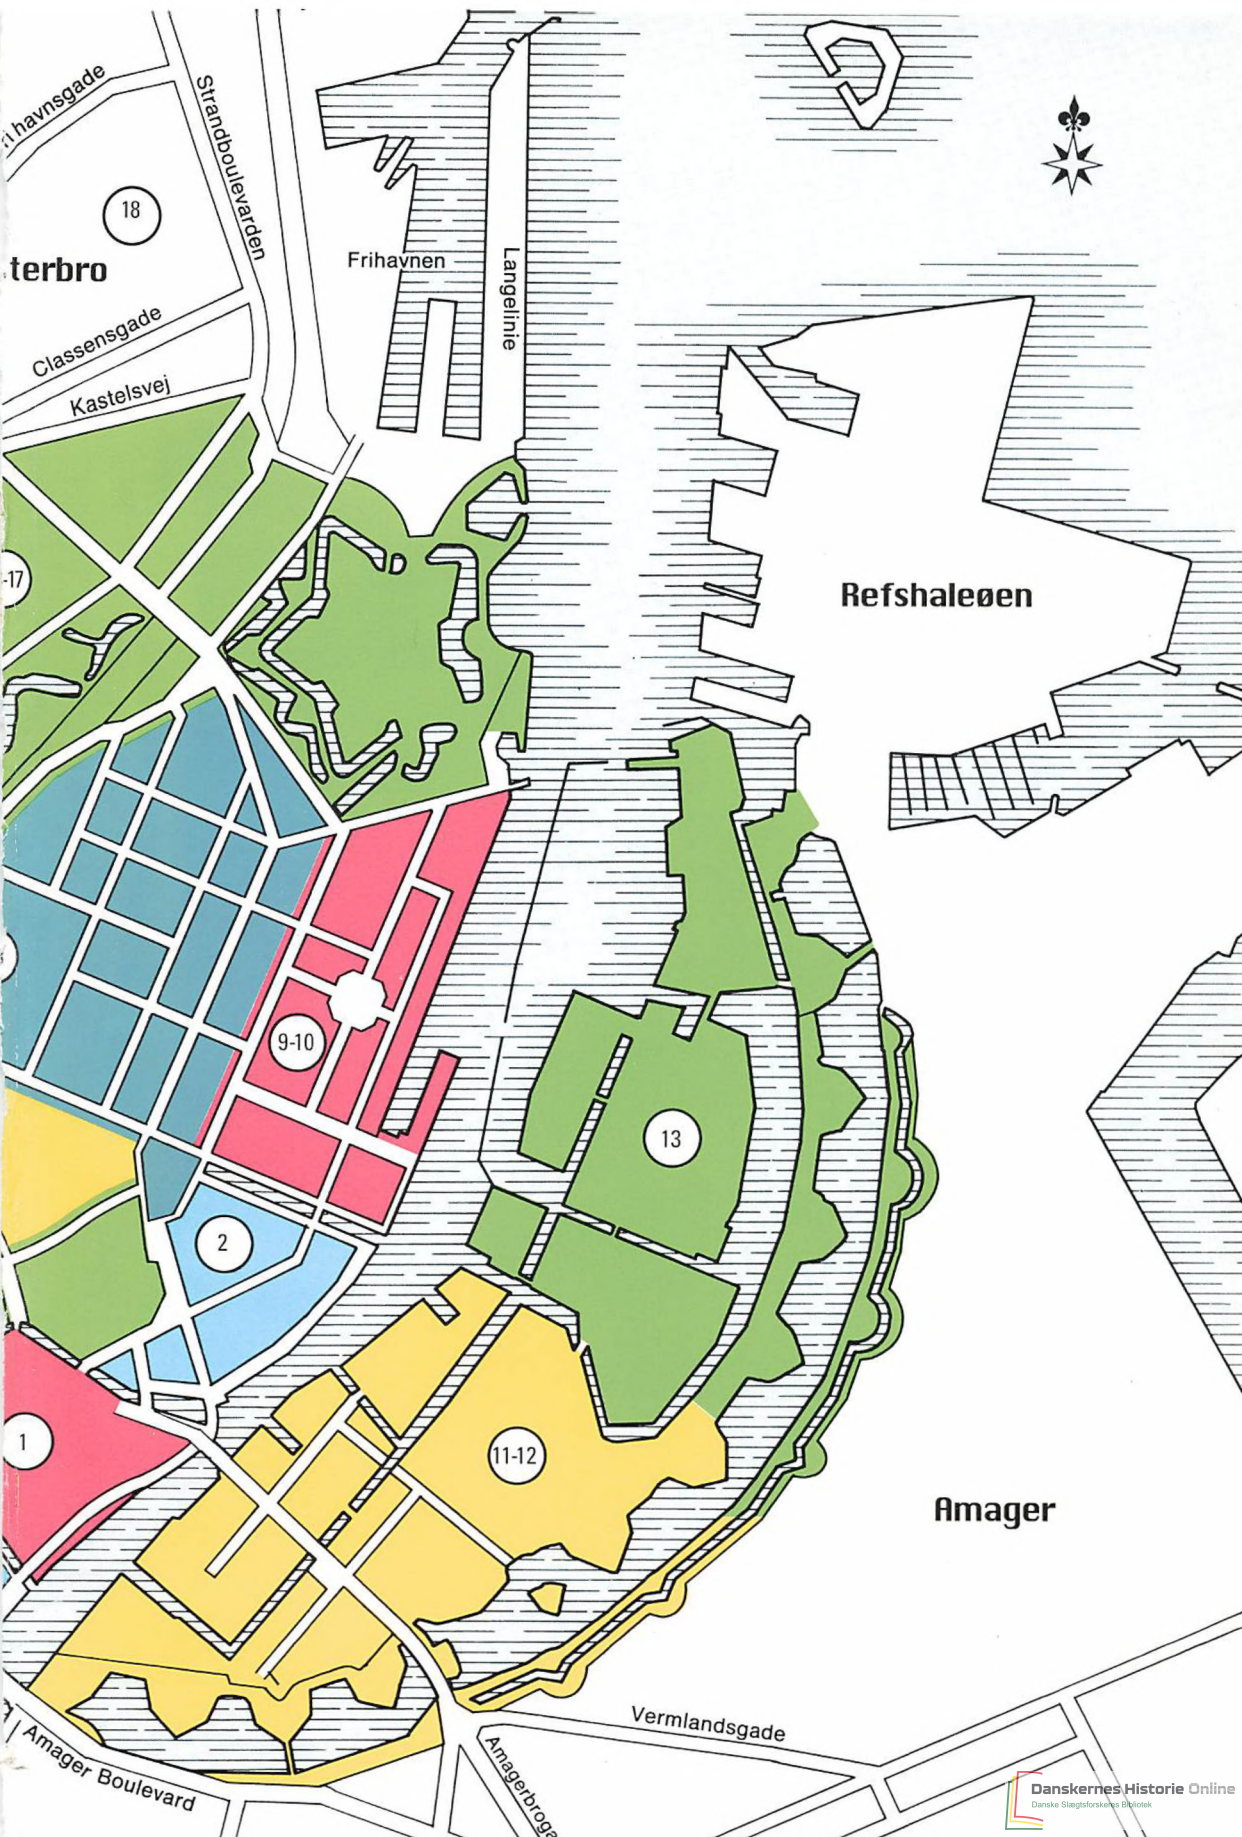 havnsgade
Strandboulevarden
18
terbro
Frihavnen
Langelinie
Classensgade
Kastelsvej
-17
Refshaleøen
9-10
13
2
1
11-12
Amager
Vermlandsgade
Amager Boulevard
Amagerbroga
Danskernes Historie Online
Danske Slægtsforskeres Bibliotek